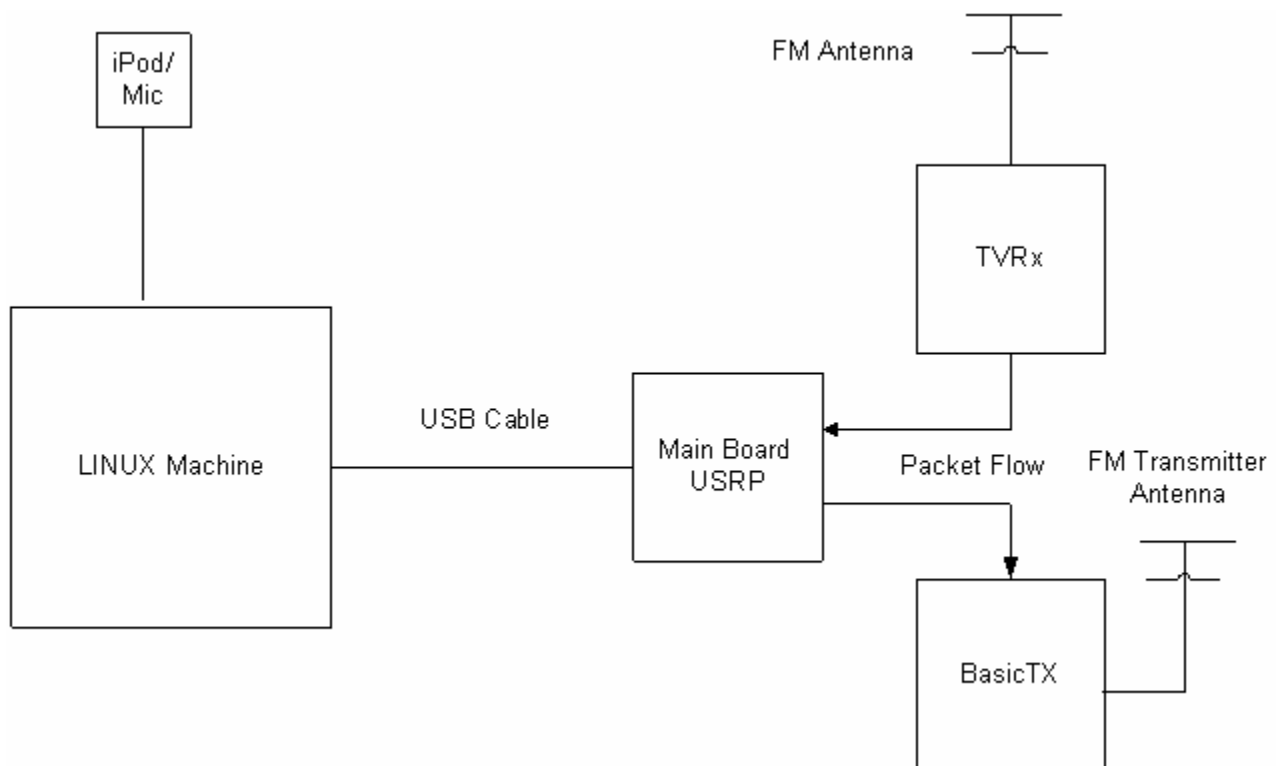 iPod/
Mic
FM Antenna
TVRx
USB Cable
LINUX Machine
Main Board
USRP
Packet Flow
FM Transmitter
Antenna
BasicTX